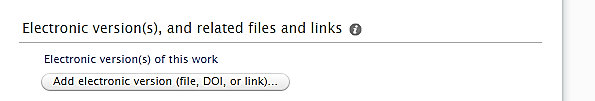 Electronic version(s), and related files and links
Electronic version(s) of this work
Add electronic version (file, DOI, or link)...